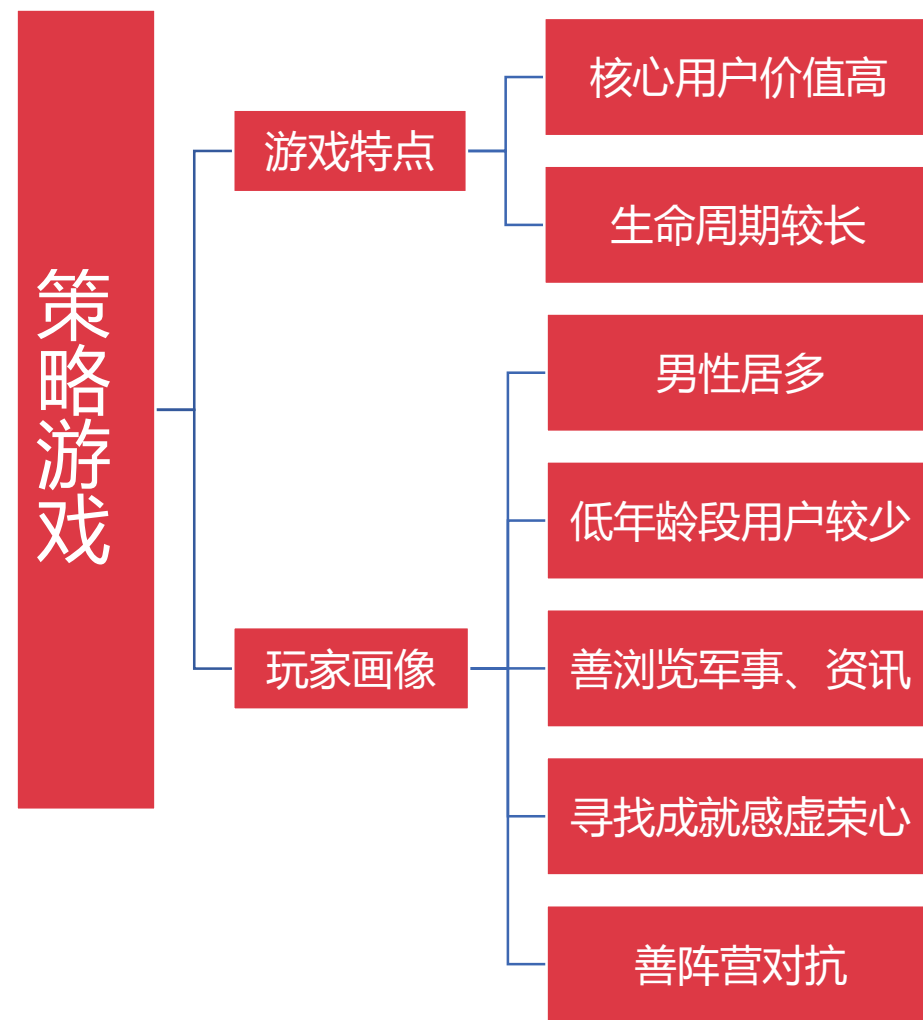 策略游戏
游戏特点
核心用户价值高
生命周期较长
玩家画像
男性居多
低年龄段用户较少
善浏览军事、资讯
寻找成就感虚荣心
善阵营对抗